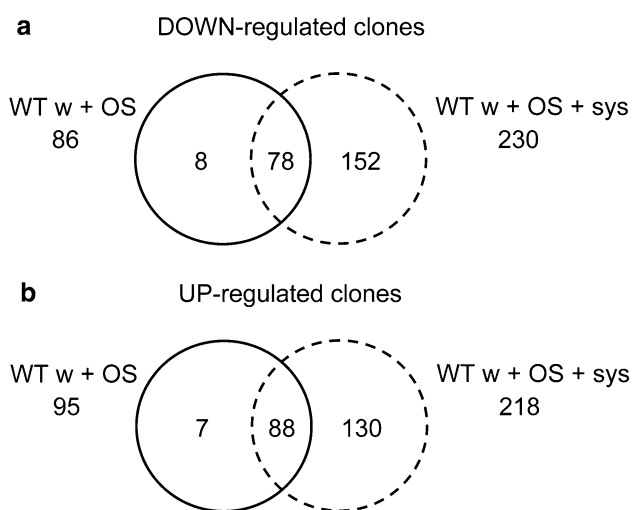 a
DOWN-regulated clones
WT w + OS
86
WT w + OS + sys
230
8
78
152
b
UP-regulated clones
WT w + OS
95
WT w + OS + sys
218
7
88
130